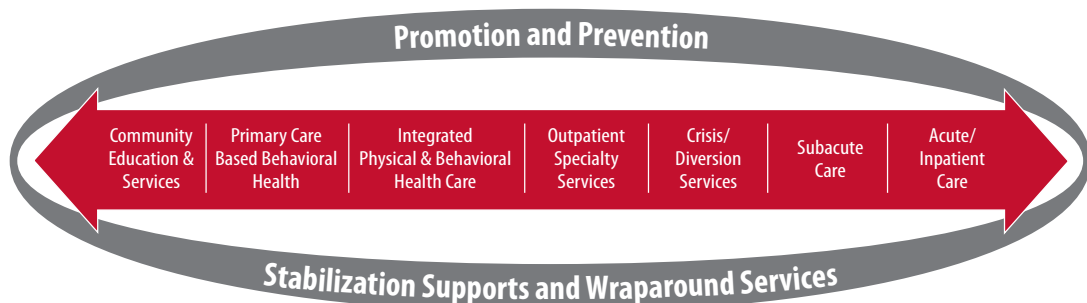 Promotion and Prevention
Community
Education &
Services
Primary Care
Based Behavioral
Health
Integrated
Physical & Behavioral
Health Care
Outpatient
Specialty
Services
Crisis/
Diversion
Services
Subacute
Care
Acute/
Inpatient
Care
Stabilization Supports and Wraparound Services